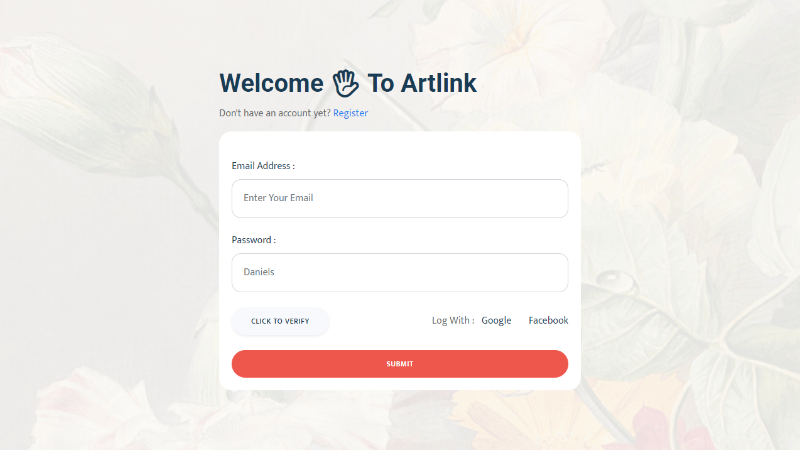 Welcome To Artlink
Don't have an account yet? Register
Email Address :
Enter Your Email
Password :
Daniels
CLICK TO VERIFY
Log With : Google Facebook
SUBMIT